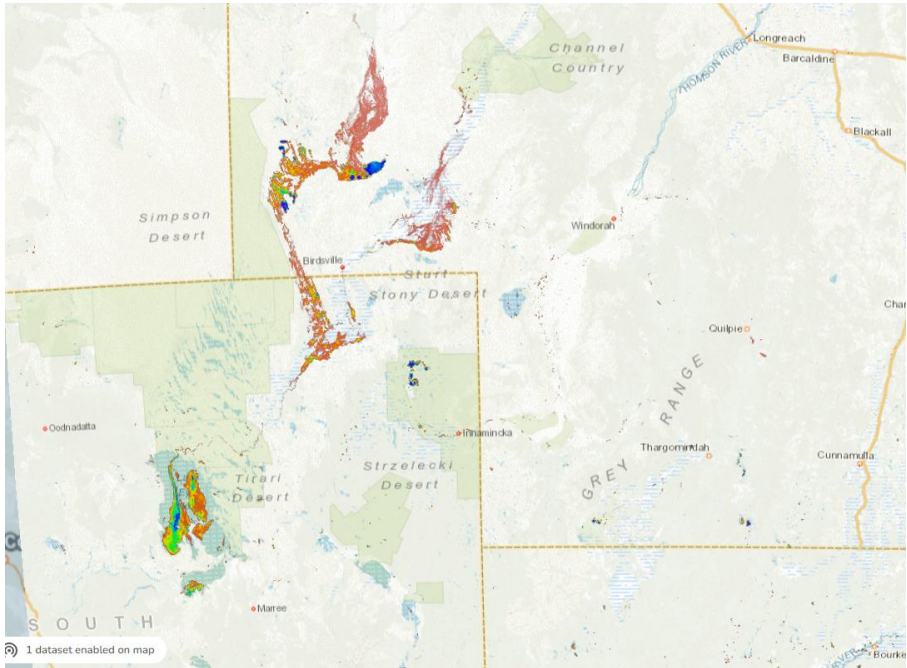 Channel
Country
Longreach
THOMSON RIVER
Barcaldine
Blackall
Simpson
Desert
Windorah
Birdsville
Sturt
Stony Desert
Quilpie
GREY RANGE
Oodnadatta
Innamincka
Thargomindah
Cunnamulla
Strzelecki
Desert
Tirari
Desert
Marree
SOUTH
1 dataset enabled on map
Bourke